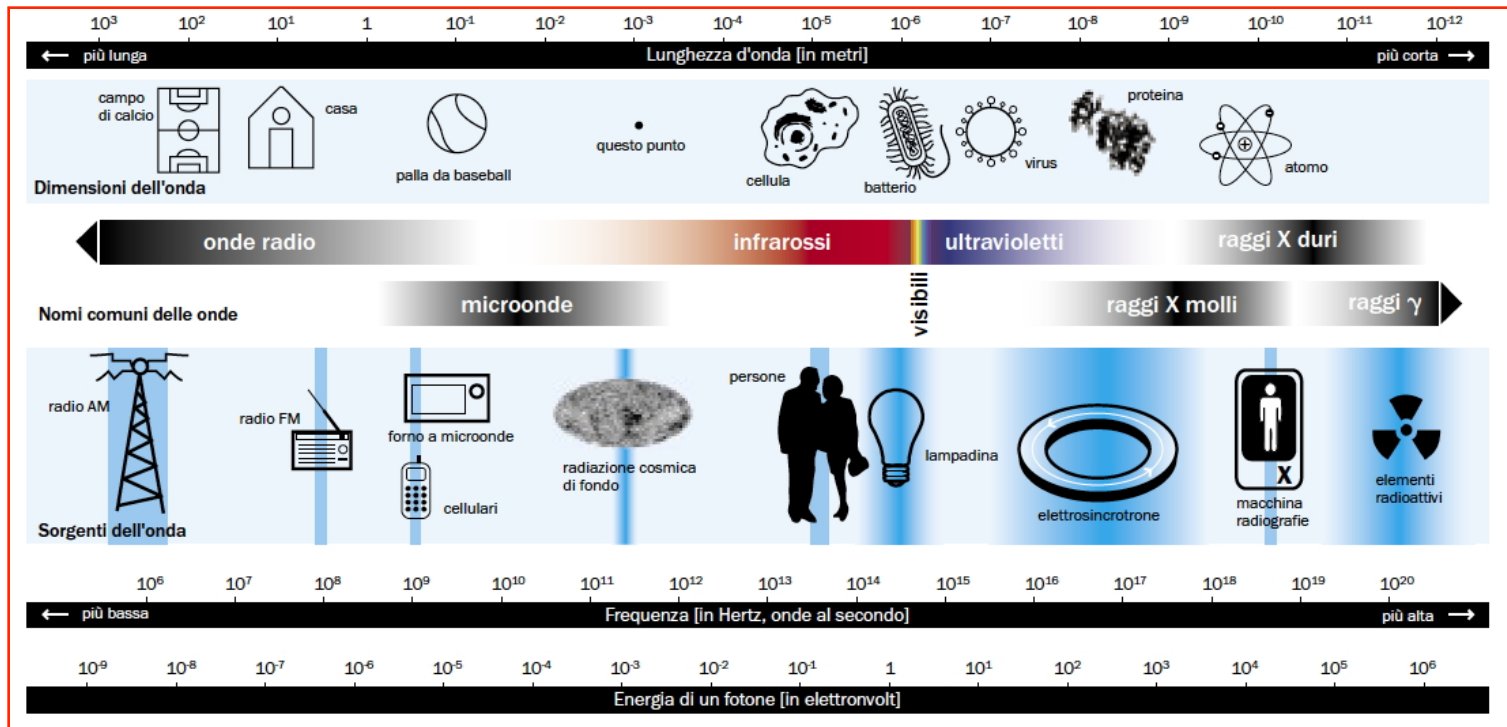 10³ 10² 10¹ 1 10⁻¹ 10⁻² 10⁻³ 10⁻⁴ 10⁻⁵ 10⁻⁶ 10⁻⁷ 10⁻⁸ 10⁻⁹ 10⁻¹⁰ 10⁻¹¹ 10⁻¹²
← più lunga Lunghezza d'onda [in metri] più corta →
campo
di calcio
casa
palla da baseball
questo punto
cellula
batterio
virus
proteina
atomo
Dimensioni dell'onda
onde radio infrarossi ultravioletti raggi X duri
microonde visibili raggi X molli raggi γ
Nomi comuni delle onde
radio AM
radio FM
forno a microonde
cellulari
radiazione cosmica
di fondo
persone
lampadina
elettrosincrotrone
X
macchina
radiografie
elementi
radioattivi
Sorgenti dell'onda
10⁶ 10⁷ 10⁸ 10⁹ 10¹⁰ 10¹¹ 10¹² 10¹³ 10¹⁴ 10¹⁵ 10¹⁶ 10¹⁷ 10¹⁸ 10¹⁹ 10²⁰
← più bassa Frequenza [in Hertz, onde al secondo] più alta →
10⁻⁹ 10⁻⁸ 10⁻⁷ 10⁻⁶ 10⁻⁵ 10⁻⁴ 10⁻³ 10⁻² 10⁻¹ 1 10¹ 10² 10³ 10⁴ 10⁵ 10⁶
Energia di un fotone [in elettronvolt]